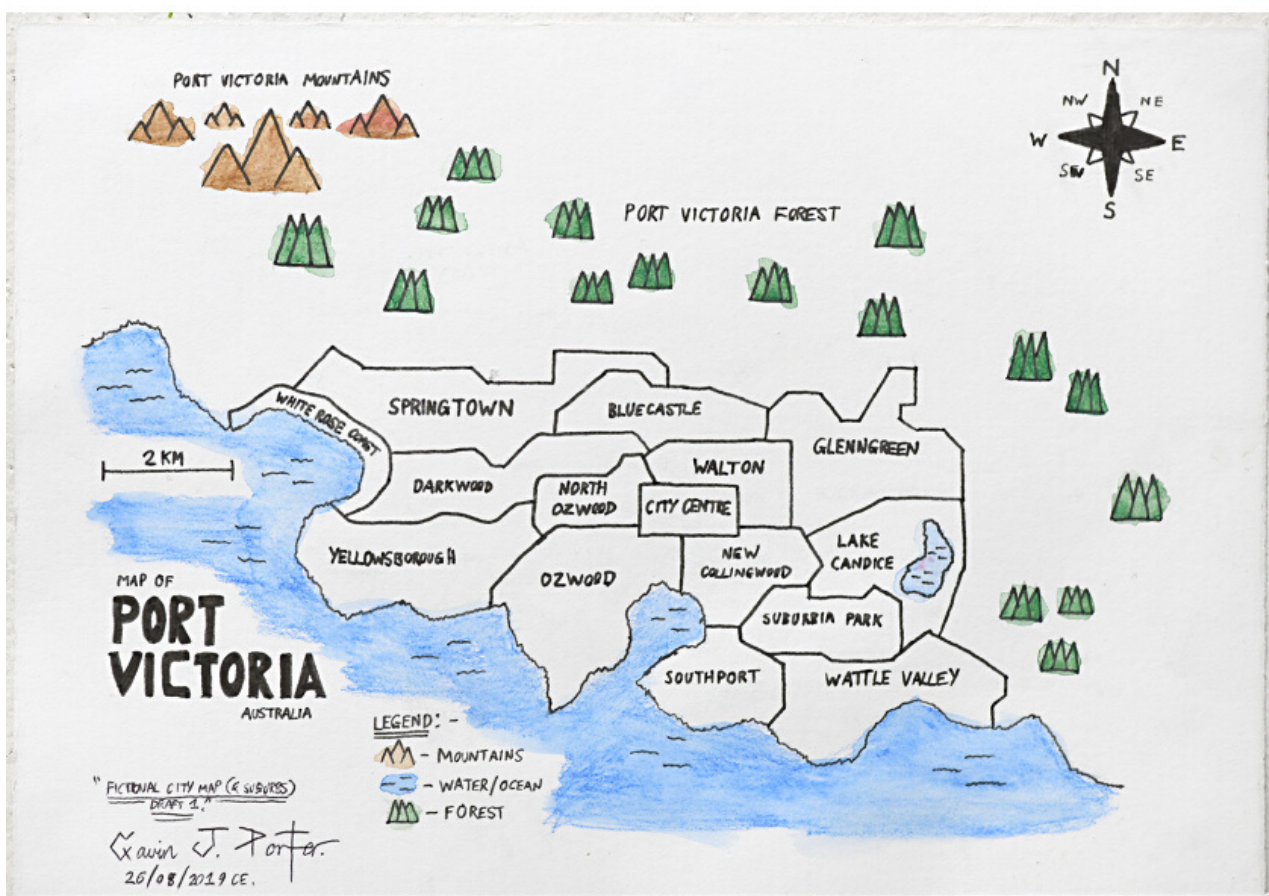 PORT VICTORIA MOUNTAINS
N
NW
NE
W
E
SW
SE
S
PORT VICTORIA FOREST
WHITE ROSE COAST
SPRINGTOWN
BLUECASTLE
GLENNGREEN
2 KM
DARKWOOD
NORTH
OZWOOD
WALTON
CITY CENTRE
YELLOWSBOROUGH
OZWOOD
NEW
COLLINGWOOD
LAKE
CANDICE
SUBURBIA PARK
SOUTHPORT
WATTLE VALLEY
MAP OF
PORT
VICTORIA
AUSTRALIA
LEGEND: -
- MOUNTAINS
- WATER/OCEAN
- FOREST
"FICTIONAL CITY MAP (& SUBURBS)
DRAFT 1."
Gavin J. Porter.
26/08/2019 CE.